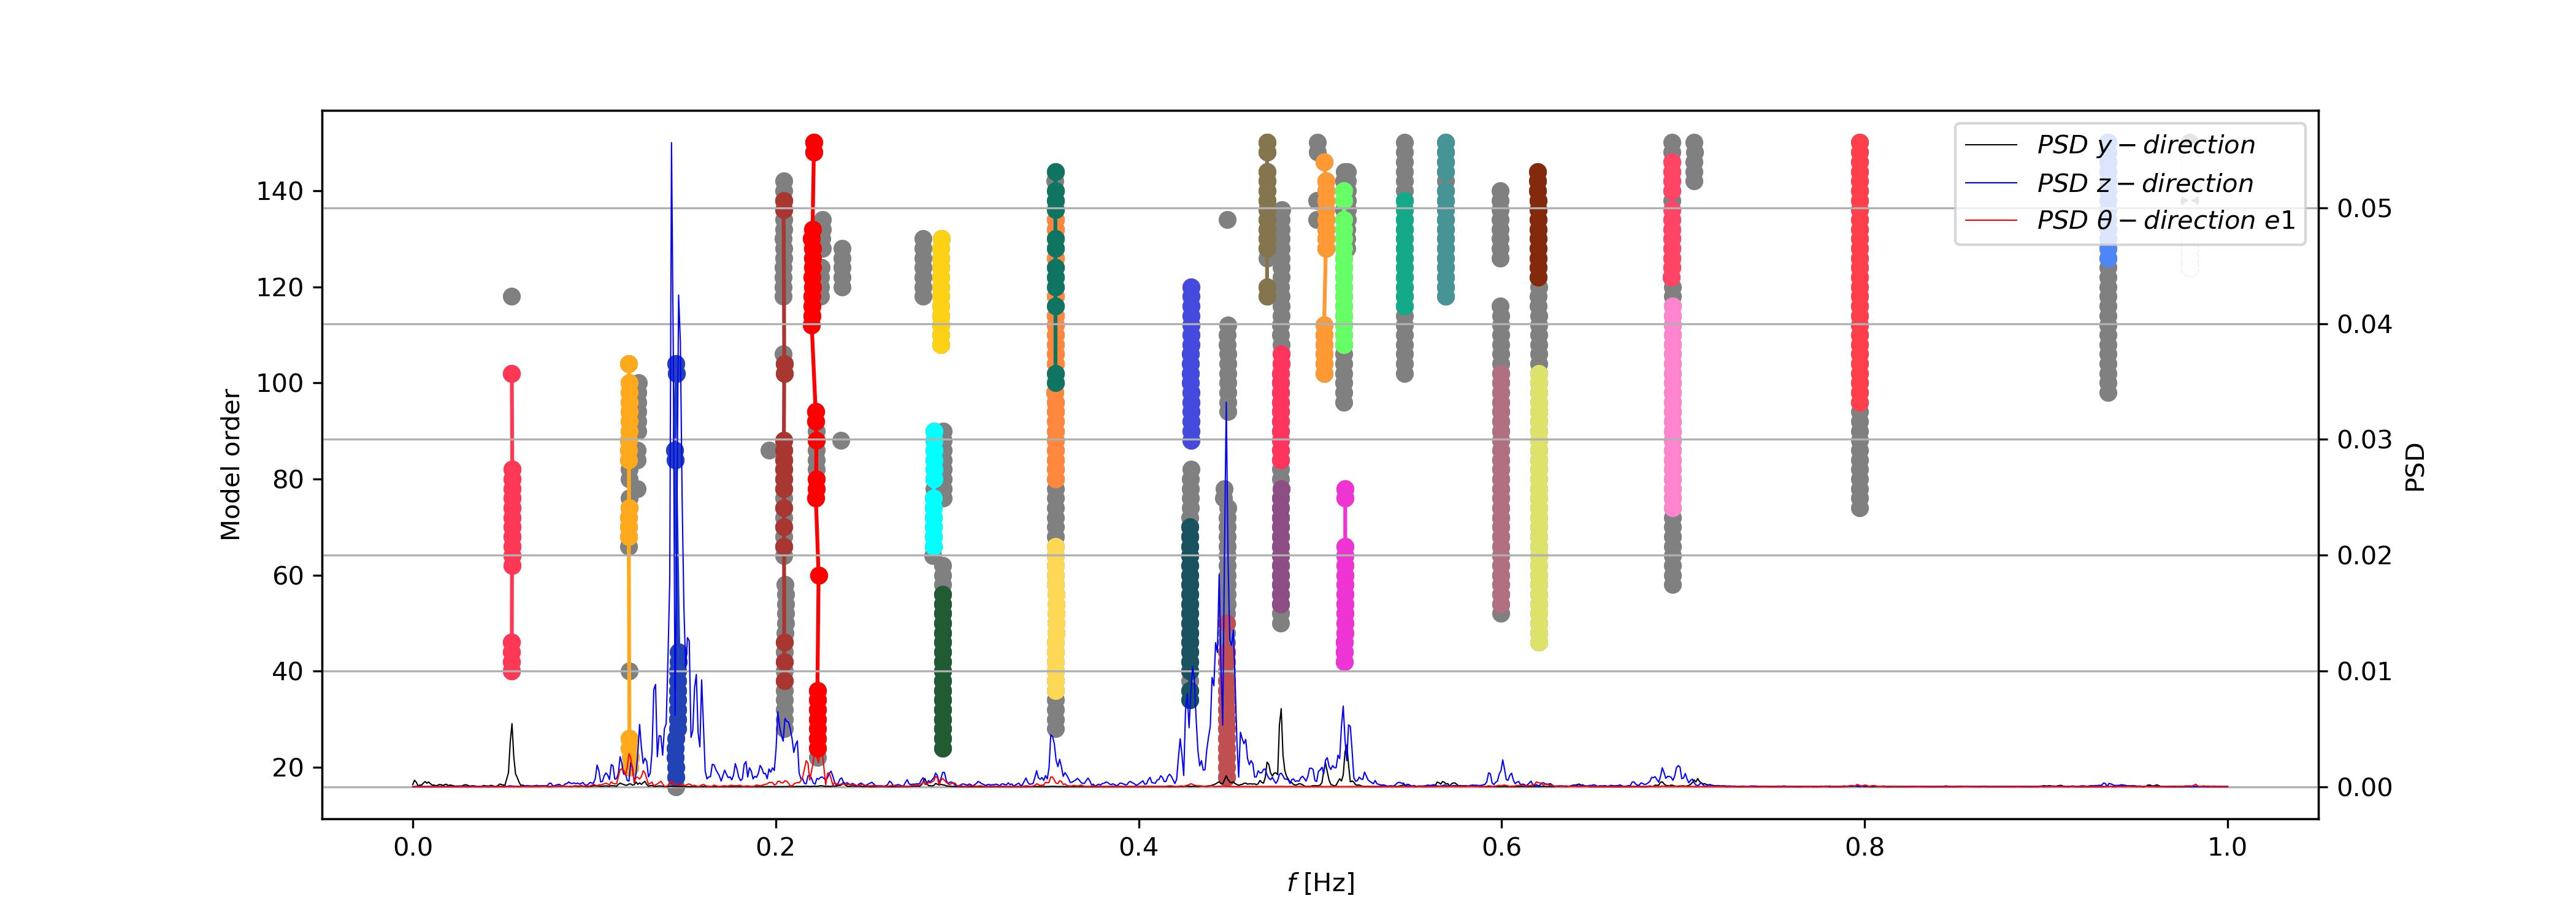 PSD y − direction
PSD z − direction
PSD θ − direction e1
Model order
140
120
100
80
60
40
20
0.05
0.04
0.03
0.02
0.01
0.00
PSD
0.0 0.2 0.4 0.6 0.8 1.0
f [Hz]